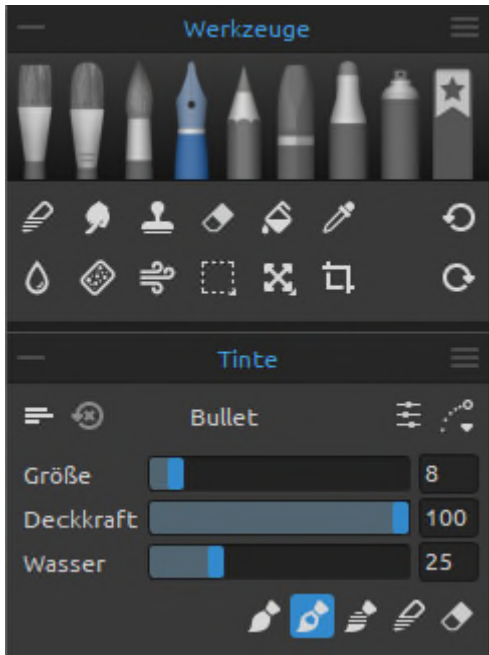 Werkzeuge
Tinte
Bullet
Größe 8
Deckkraft 100
Wasser 25